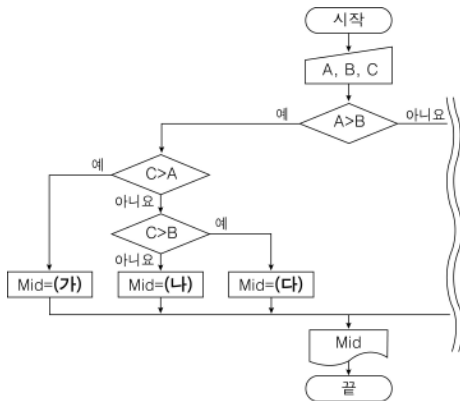 시작
A, B, C
예
A>B
아니요
예
C>A
아니요
C>B
예
아니요
Mid=(가)
Mid=(나)
Mid=(다)
Mid
끝